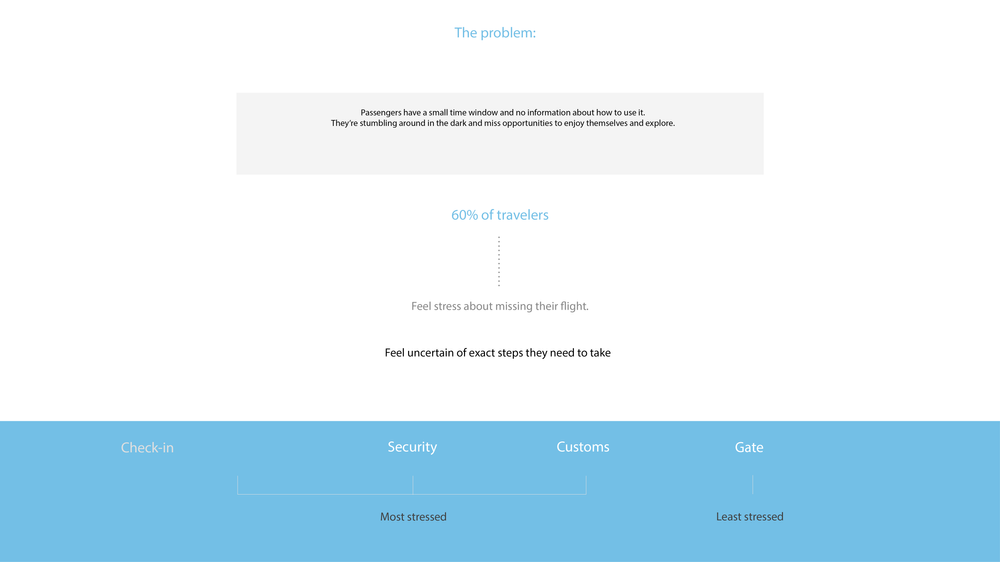 The problem:
Passengers have a small time window and no information about how to use it.
They're stumbling around in the dark and miss opportunities to enjoy themselves and explore.
60% of travelers
Feel stress about missing their flight.
Feel uncertain of exact steps they need to take
Check-in Security Customs Gate
Most stressed Least stressed